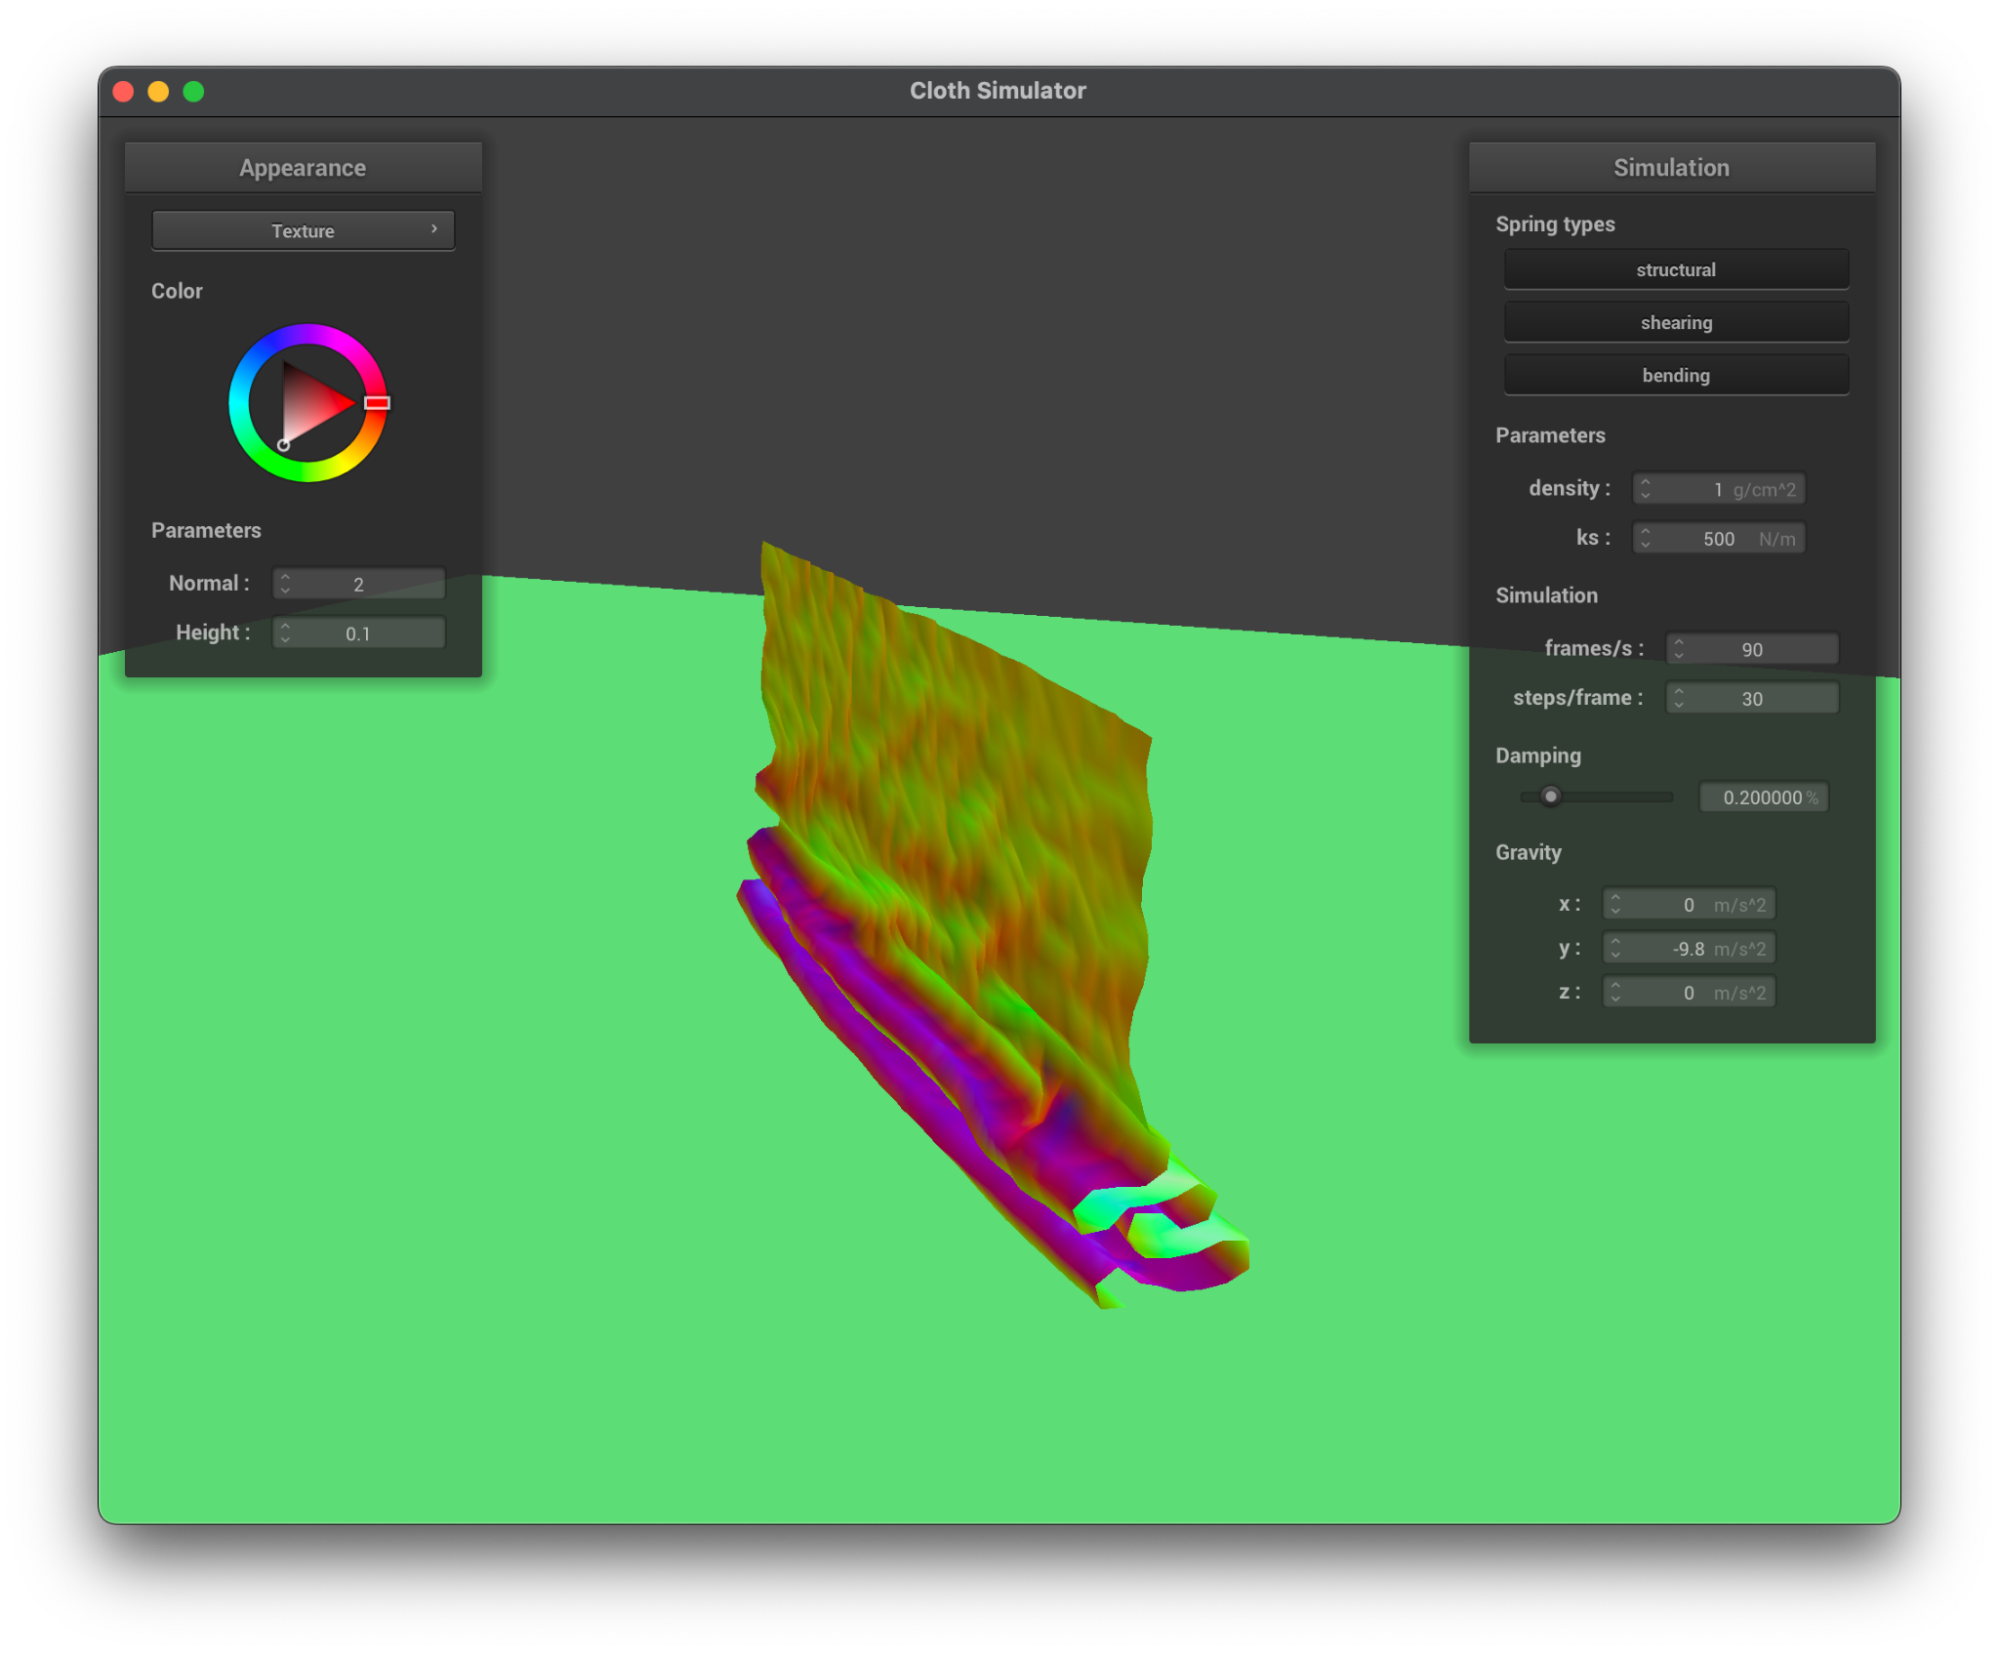 Cloth Simulator
Appearance
Texture
Color
Parameters
Normal : 2
Height : 0.1
Simulation
Spring types
structural
shearing
bending
Parameters
density : 1 g/cm^2
ks : 500 N/m
Simulation
frames/s : 90
steps/frame : 30
Damping
0.200000 %
Gravity
x : 0 m/s^2
y : -9.8 m/s^2
z : 0 m/s^2